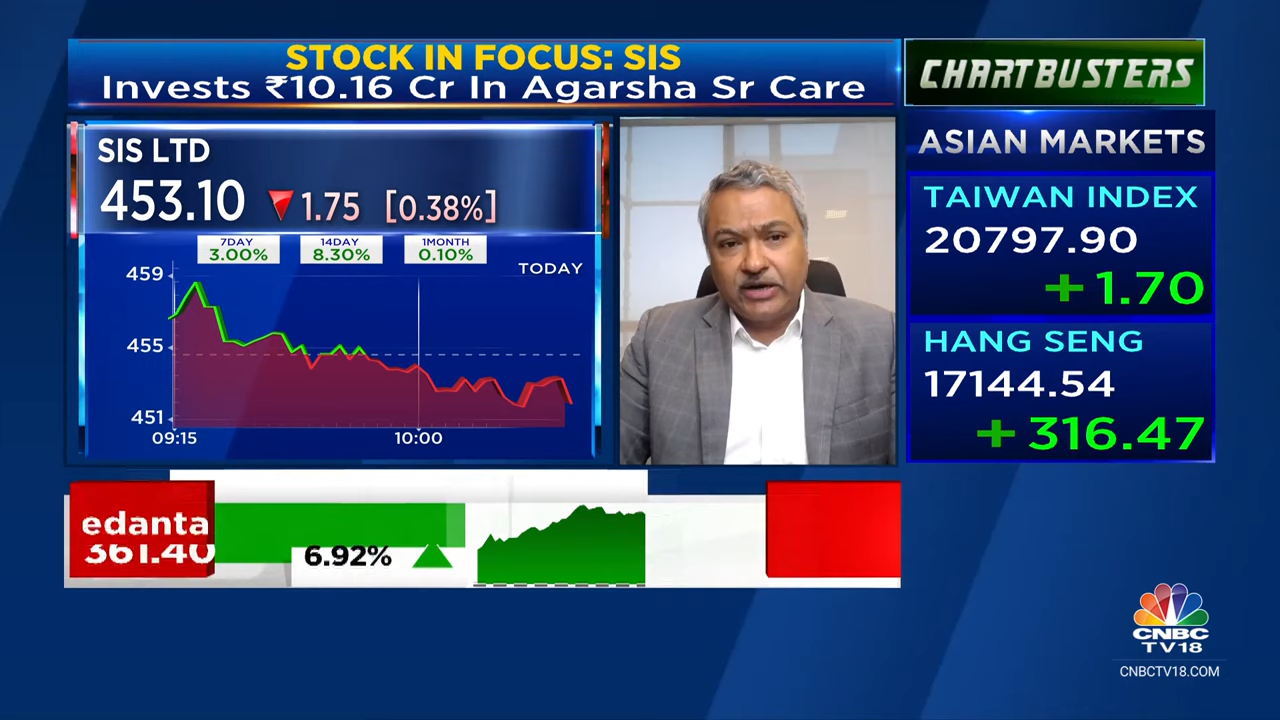 STOCK IN FOCUS: SIS
Invests ₹10.16 Cr In Agarsha Sr Care
CHARTBUSTERS
SIS LTD
453.10 ▼ 1.75 [0.38%]
7DAY 14DAY 1MONTH
3.00% 8.30% 0.10%
TODAY
459
455
451
09:15 10:00
ASIAN MARKETS
TAIWAN INDEX
20797.90
+ 1.70
HANG SENG
17144.54
+ 316.47
edanta
361.40
6.92%
CNBC
TV18
CNBCTV18.COM